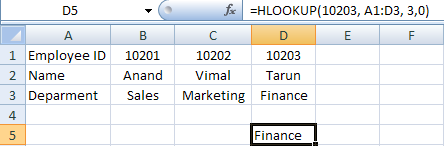 D5 fx =HLOOKUP(10203, A1:D3, 3,0)
A B C D E F
1 Employee ID 10201 10202 10203
2 Name Anand Vimal Tarun
3 Deparment Sales Marketing Finance
4
5 Finance